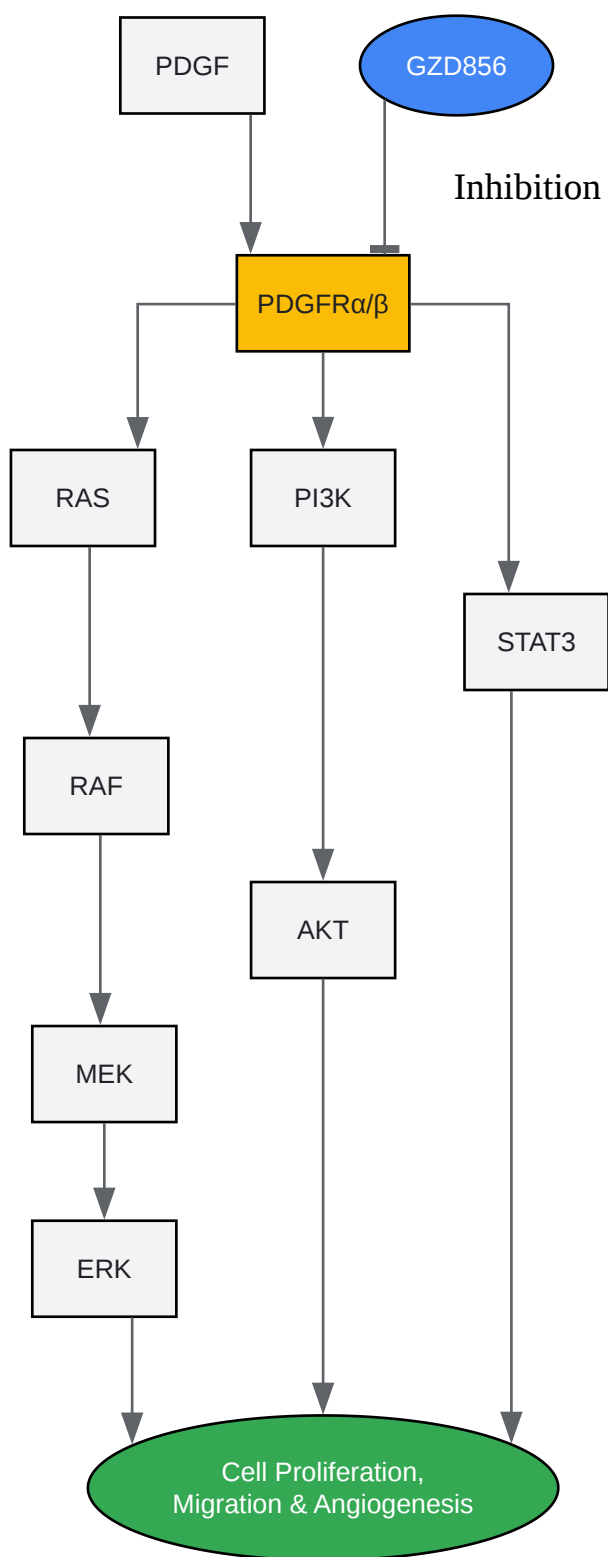 PDGF
GZD856
Inhibition
PDGFRα/β
RAS
PI3K
STAT3
RAF
AKT
MEK
ERK
Cell Proliferation,
Migration & Angiogenesis